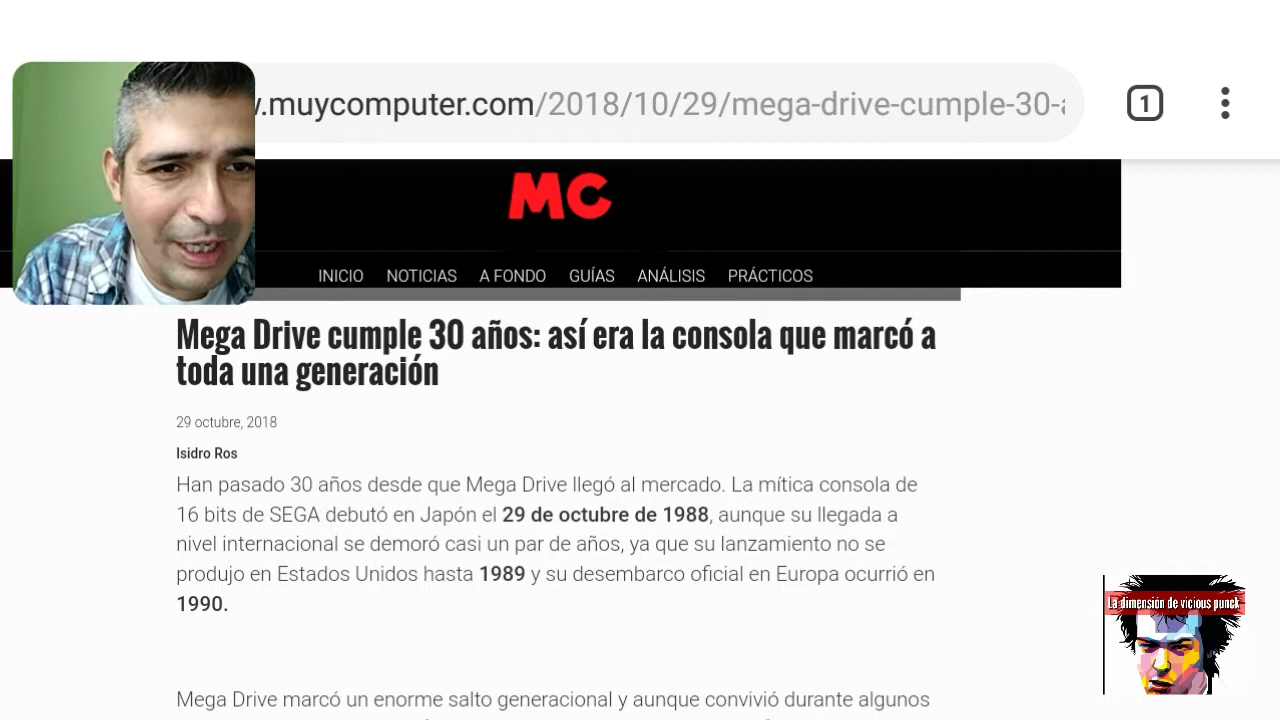 .muycomputer.com/2018/10/29/mega-drive-cumple-30-
1
MC
INICIO NOTICIAS A FONDO GUÍAS ANÁLISIS PRÁCTICOS
Mega Drive cumple 30 años: así era la consola que marcó a
toda una generación
29 octubre, 2018
Isidro Ros
Han pasado 30 años desde que Mega Drive llegó al mercado. La mítica consola de
16 bits de SEGA debutó en Japón el 29 de octubre de 1988, aunque su llegada a
nivel internacional se demoró casi un par de años, ya que su lanzamiento no se
produjo en Estados Unidos hasta 1989 y su desembarco oficial en Europa ocurrió en
1990.
Mega Drive marcó un enorme salto generacional y aunque convivió durante algunos
La dimensión de vicious punck